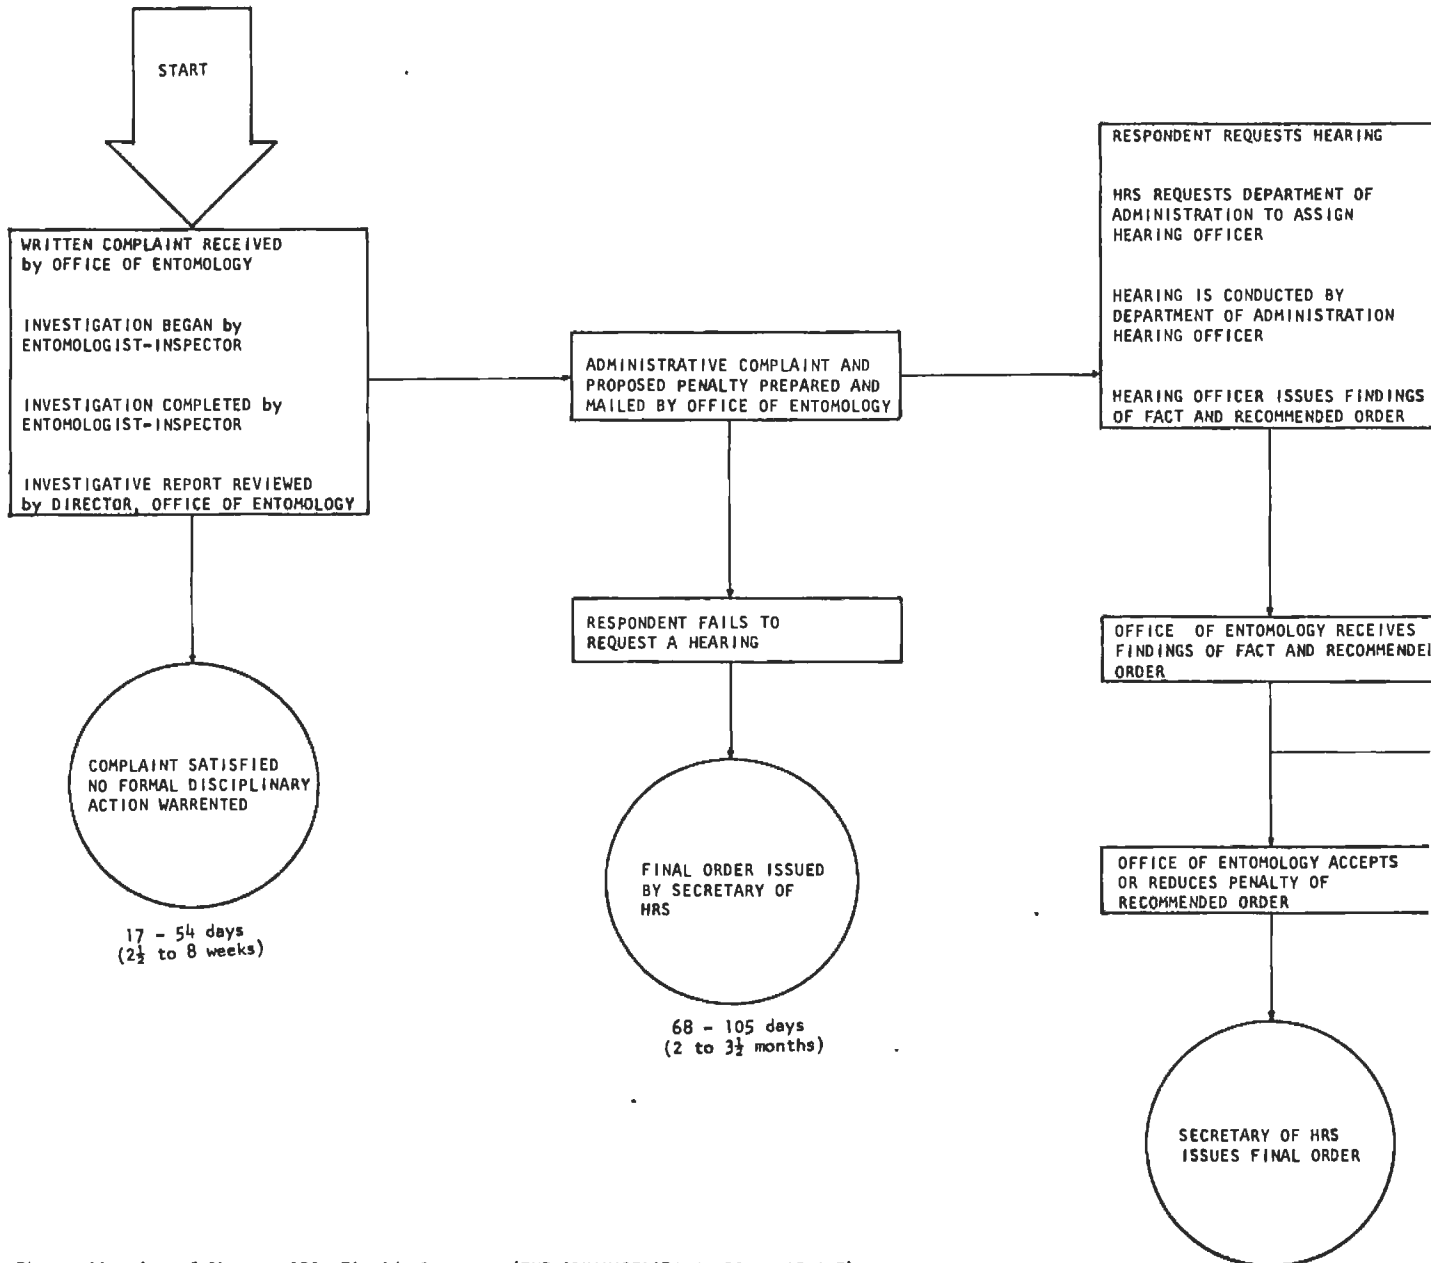 START
WRITTEN COMPLAINT RECEIVED
by OFFICE OF ENTOMOLOGY
INVESTIGATION BEGAN by
ENTOMOLOGIST-INSPECTOR
INVESTIGATION COMPLETED by
ENTOMOLOGIST-INSPECTOR
INVESTIGATIVE REPORT REVIEWED
by DIRECTOR, OFFICE OF ENTOMOLOGY
COMPLAINT SATISFIED
NO FORMAL DISCIPLINARY
ACTION WARRENTED
17 - 54 days
(2½ to 8 weeks)
ADMINISTRATIVE COMPLAINT AND
PROPOSED PENALTY PREPARED AND
MAILED BY OFFICE OF ENTOMOLOGY
RESPONDENT FAILS TO
REQUEST A HEARING
FINAL ORDER ISSUED
BY SECRETARY OF
HRS
68 - 105 days
(2 to 3½ months)
RESPONDENT REQUESTS HEARING
HRS REQUESTS DEPARTMENT OF
ADMINISTRATION TO ASSIGN
HEARING OFFICER
HEARING IS CONDUCTED BY
DEPARTMENT OF ADMINISTRATION
HEARING OFFICER
HEARING OFFICER ISSUES FINDINGS
OF FACT AND RECOMMENDED ORDER
OFFICE OF ENTOMOLOGY RECEIVES
FINDINGS OF FACT AND RECOMMENDE
ORDER
OFFICE OF ENTOMOLOGY ACCEPTS
OR REDUCES PENALTY OF
RECOMMENDED ORDER
SECRETARY OF HRS
ISSUES FINAL ORDER